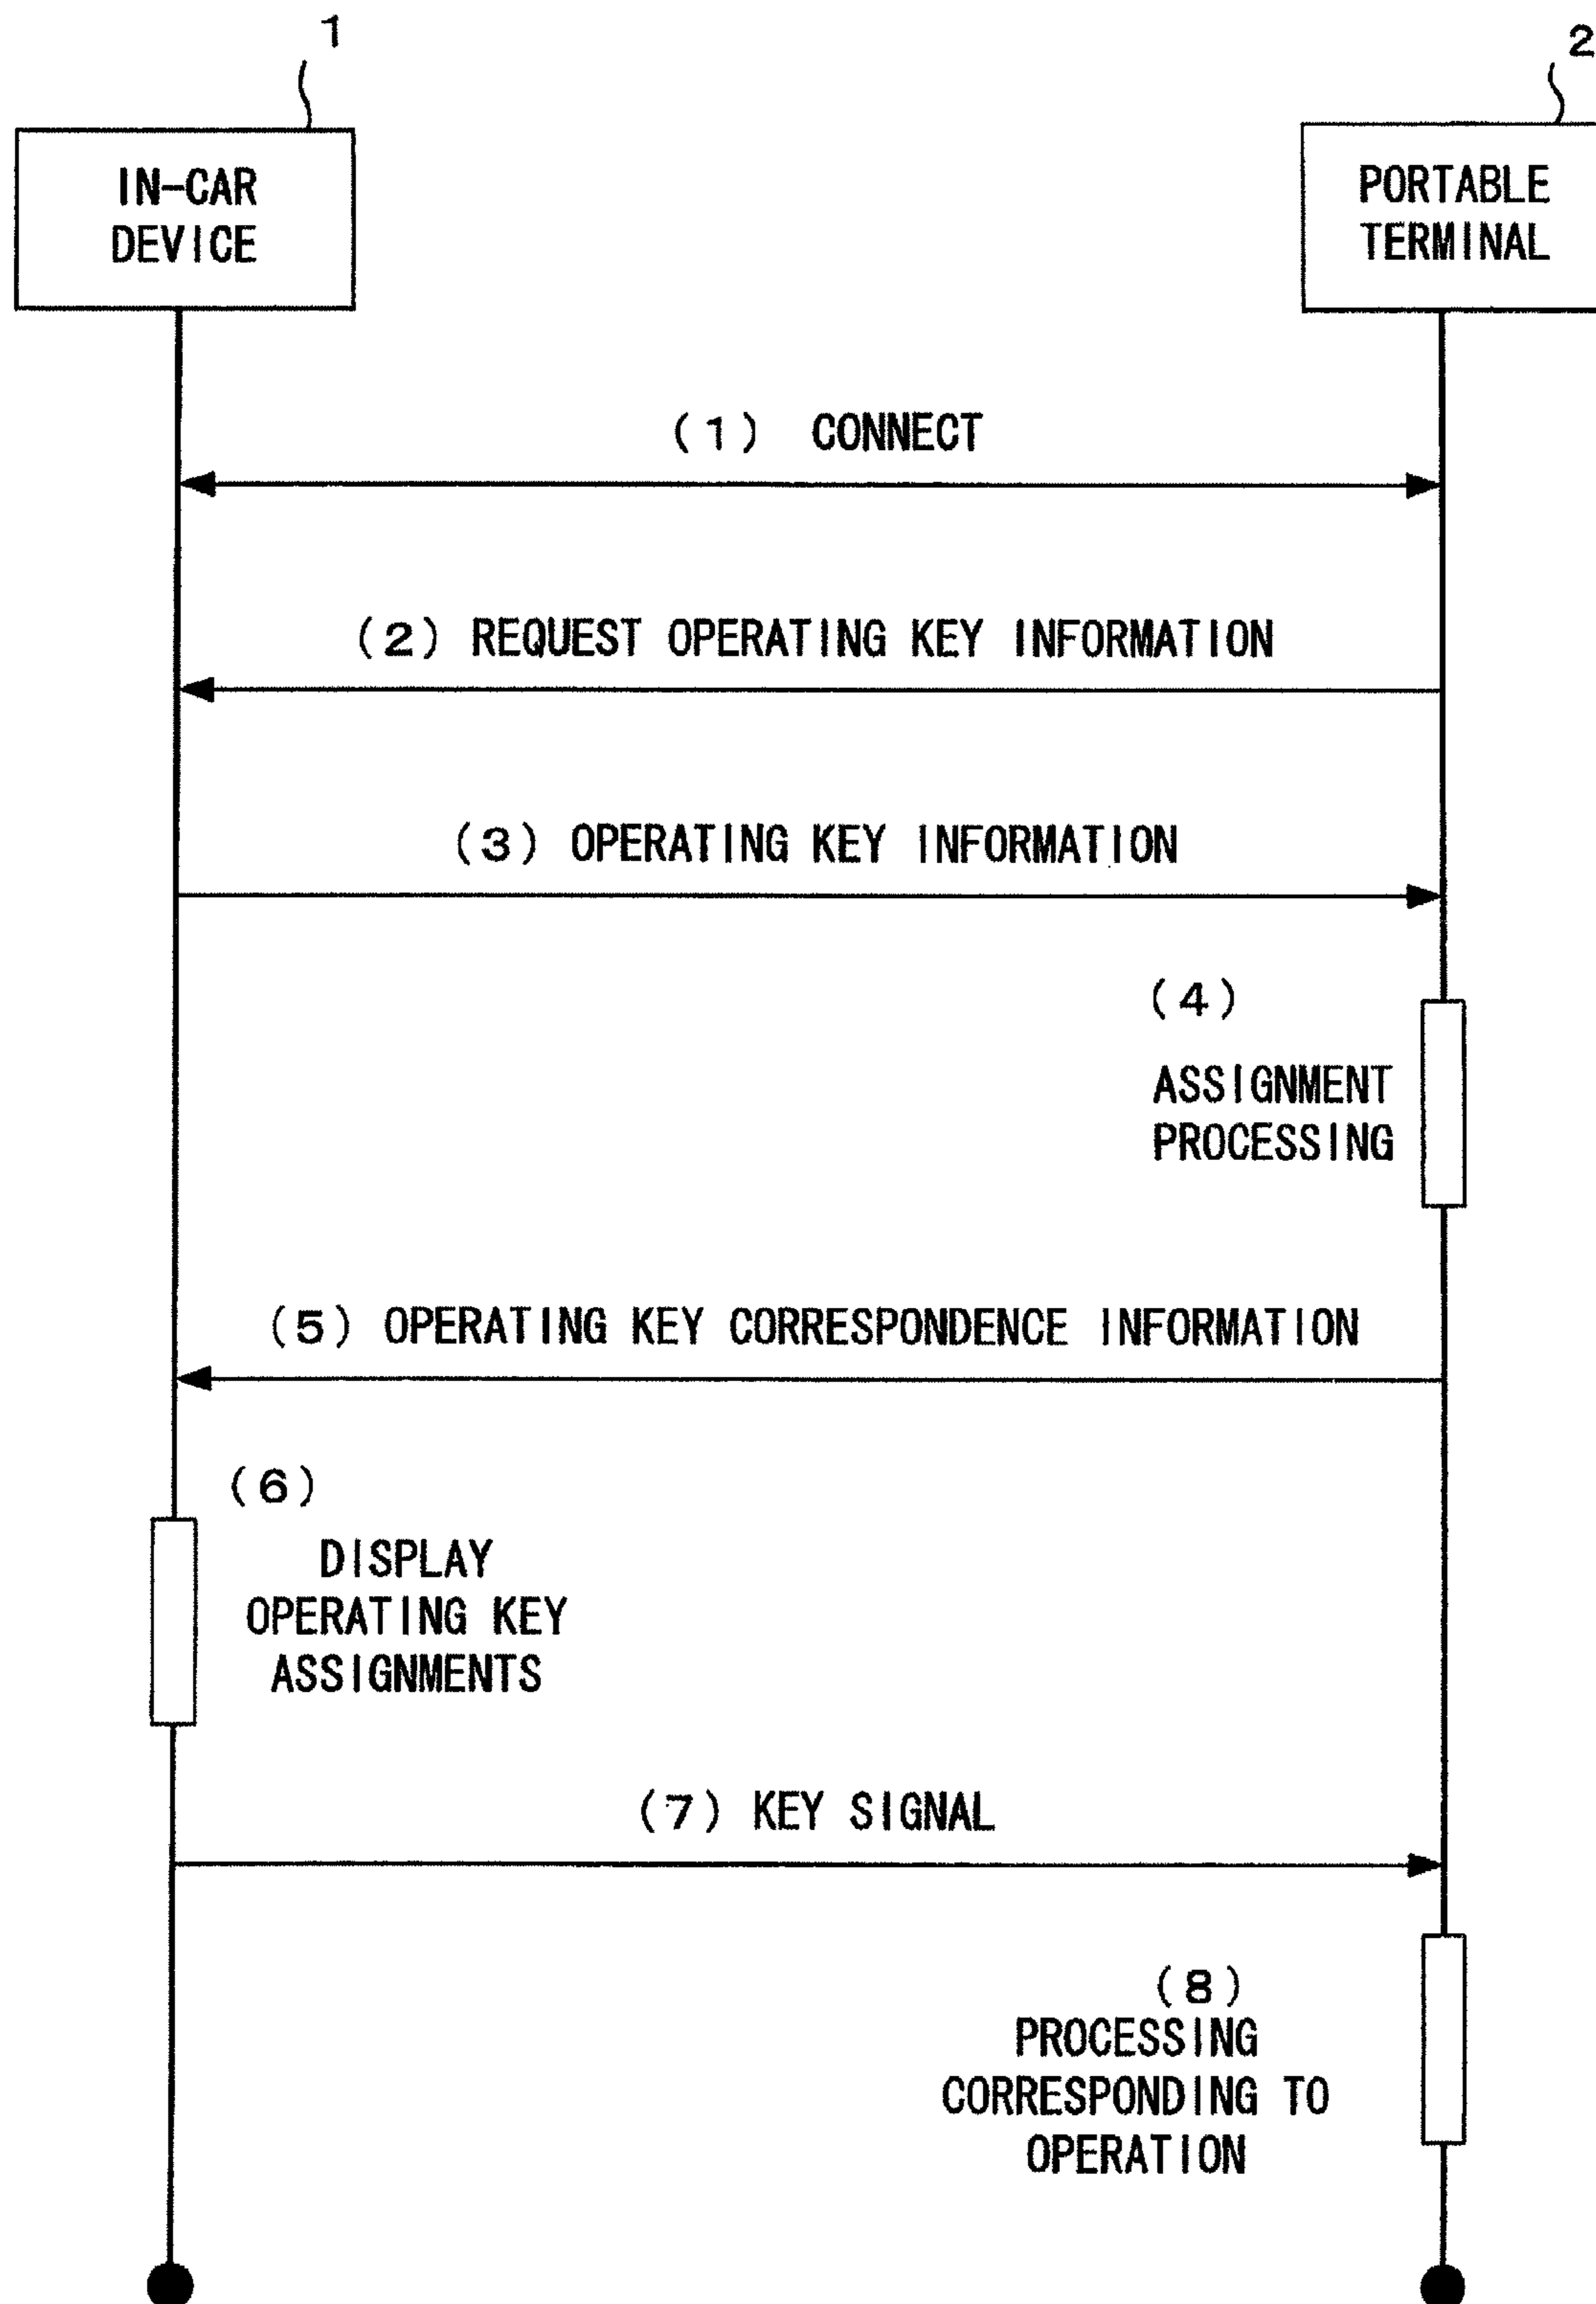 1
2
IN-CAR
DEVICE
PORTABLE
TERMINAL
(1) CONNECT
(2) REQUEST OPERATING KEY INFORMATION
(3) OPERATING KEY INFORMATION
(4)
ASSIGNMENT
PROCESSING
(5) OPERATING KEY CORRESPONDENCE INFORMATION
(6)
DISPLAY
OPERATING KEY
ASSIGNMENTS
(7) KEY SIGNAL
(8)
PROCESSING
CORRESPONDING TO
OPERATION